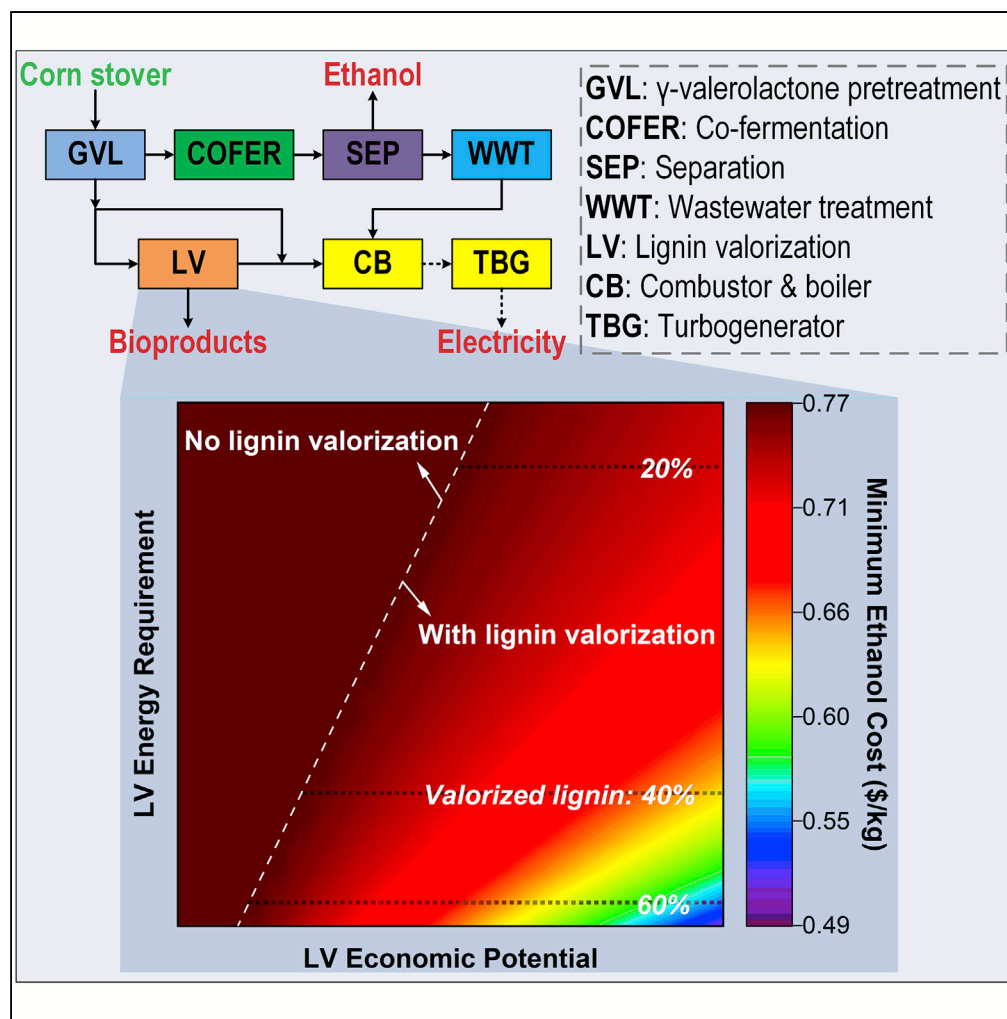 Corn stover
Ethanol
GVL
COFER
SEP
WWT
LV
CB
TBG
Bioproducts
Electricity
GVL: γ-valerolactone pretreatment
COFER: Co-fermentation
SEP: Separation
WWT: Wastewater treatment
LV: Lignin valorization
CB: Combustor & boiler
TBG: Turbogenerator
No lignin valorization
20%
With lignin valorization
Valorized lignin: 40%
60%
LV Energy Requirement
LV Economic Potential
0.77
0.71
0.66
0.60
0.55
0.49
Minimum Ethanol Cost ($/kg)